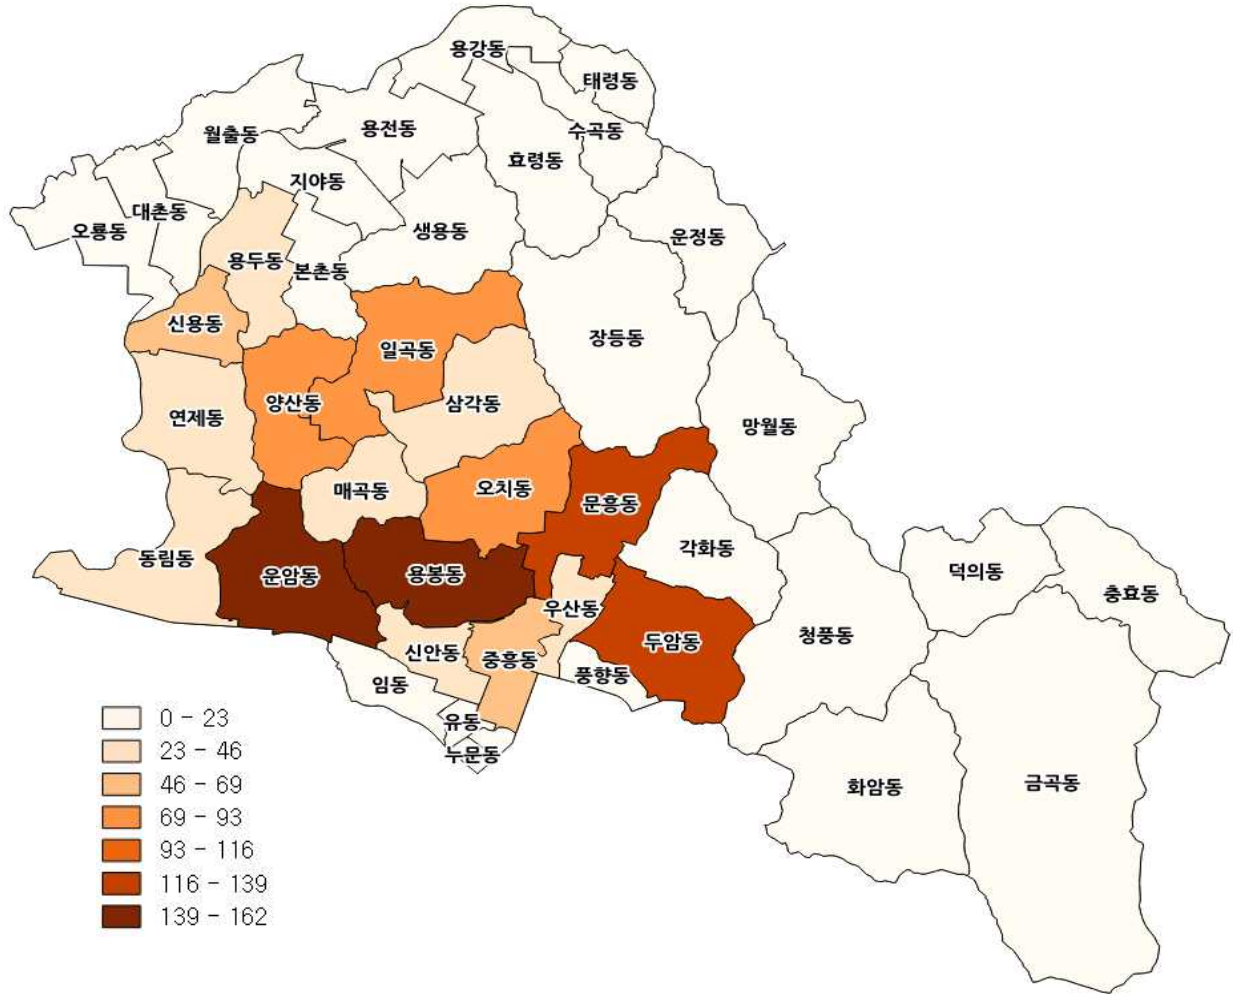 용강동
태령동
월출동
용전동
수곡동
효령동
지야동
대촌동
오룡동
생용동
운정동
용두동
본촌동
신용동
장등동
일곡동
양산동
삼각동
연제동
망월동
매곡동
오치동
문흥동
각화동
동림동
운암동
용봉동
덕의동
충효동
우산동
청풍동
두암동
신안동
중흥동
풍향동
임동
유동
누문동
화암동
금곡동
0 - 23
23 - 46
46 - 69
69 - 93
93 - 116
116 - 139
139 - 162